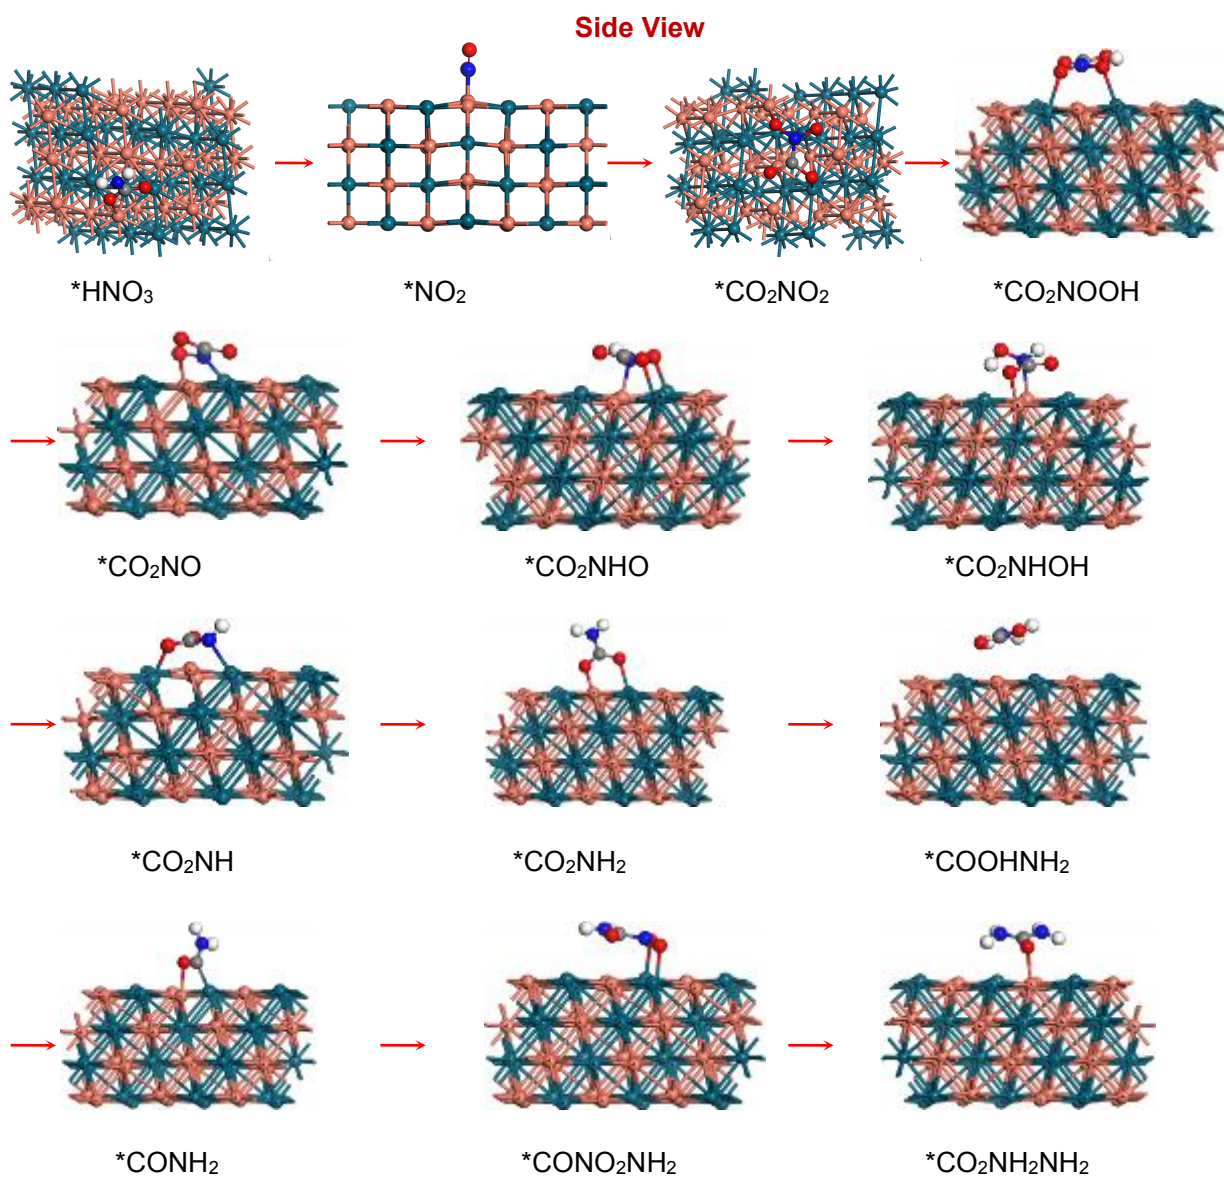 Side View
*HNO₃ *NO₂ *CO₂NO₂ *CO₂NOOH
*CO₂NO *CO₂NHO *CO₂NHOH
*CO₂NH *CO₂NH₂ *COOHNH₂
*CONH₂ *CONO₂NH₂ *CO₂NH₂NH₂